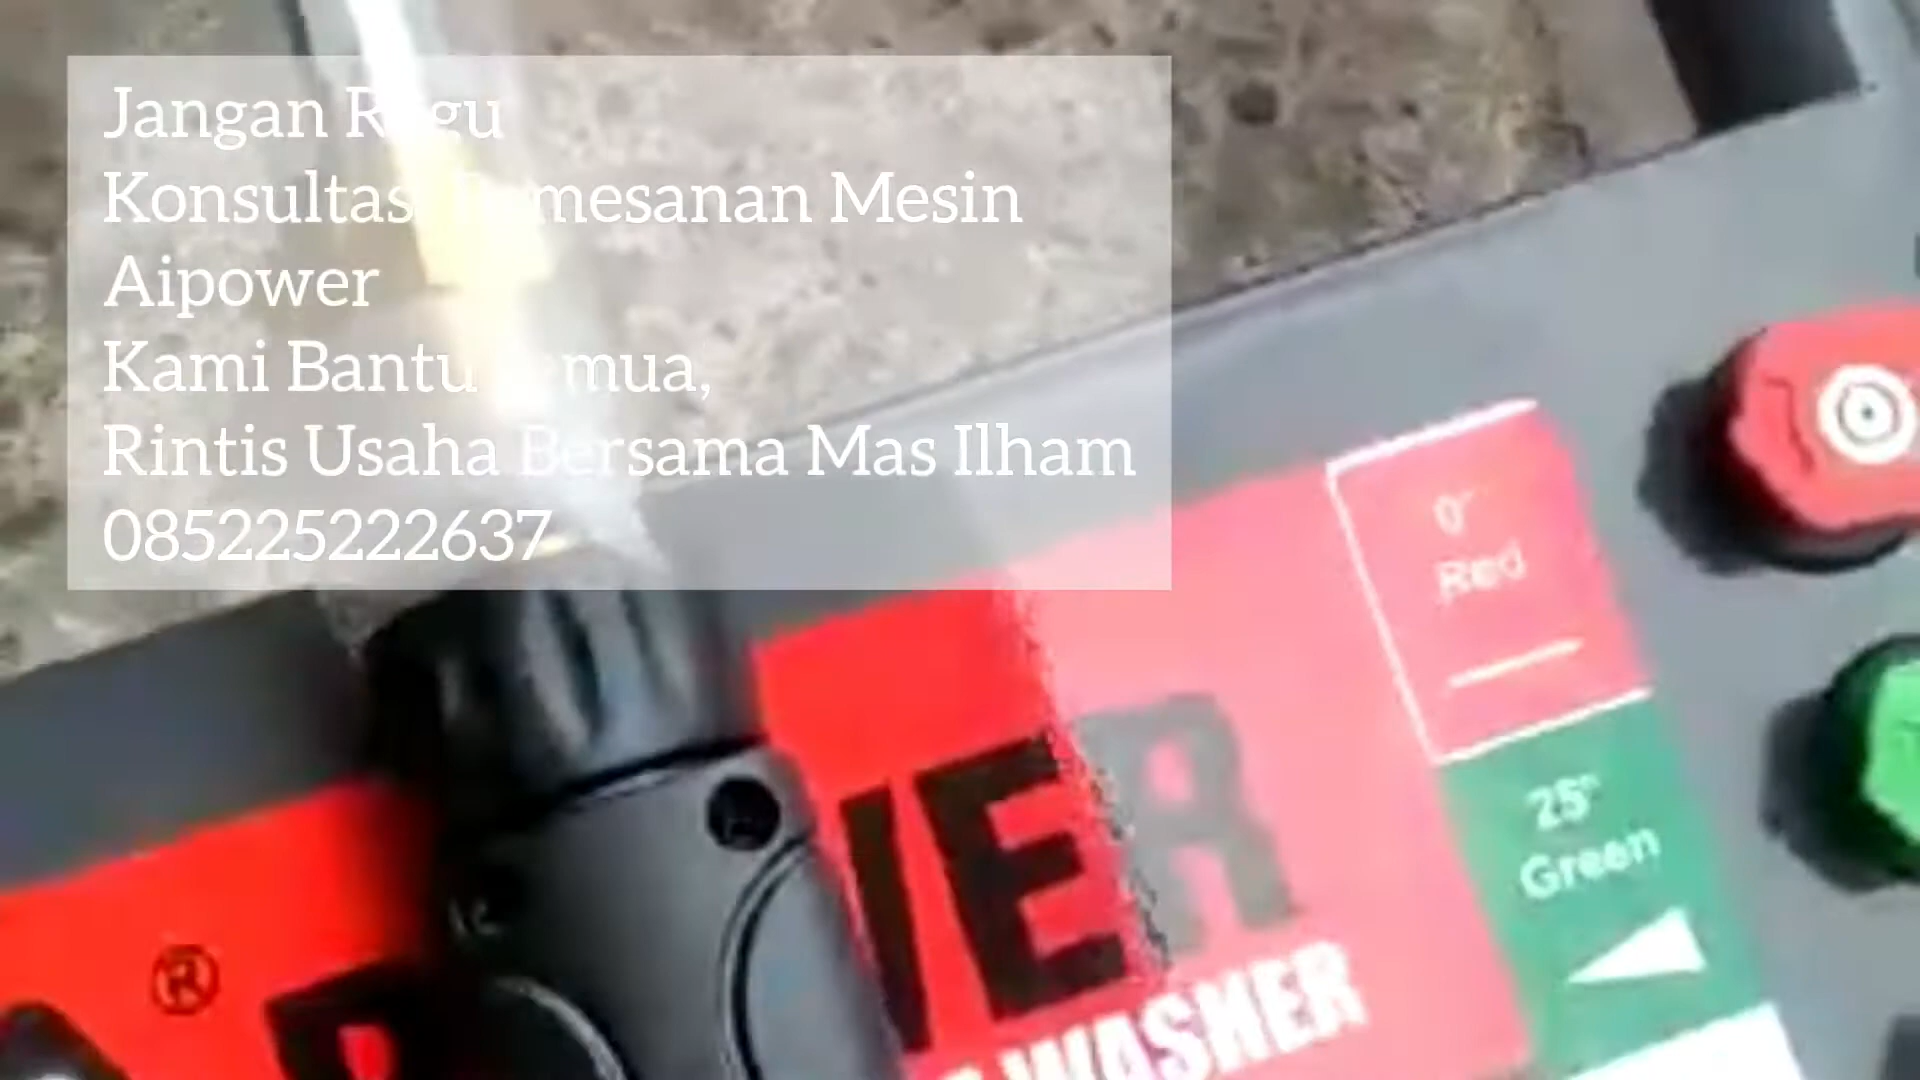 Jangan Ragu
Konsultasi Pemesanan Mesin
Aipower
Kami Bantu Semua,
Rintis Usaha Bersama Mas Ilham
085225222637
0°
Red
25°
Green
®
WASHER